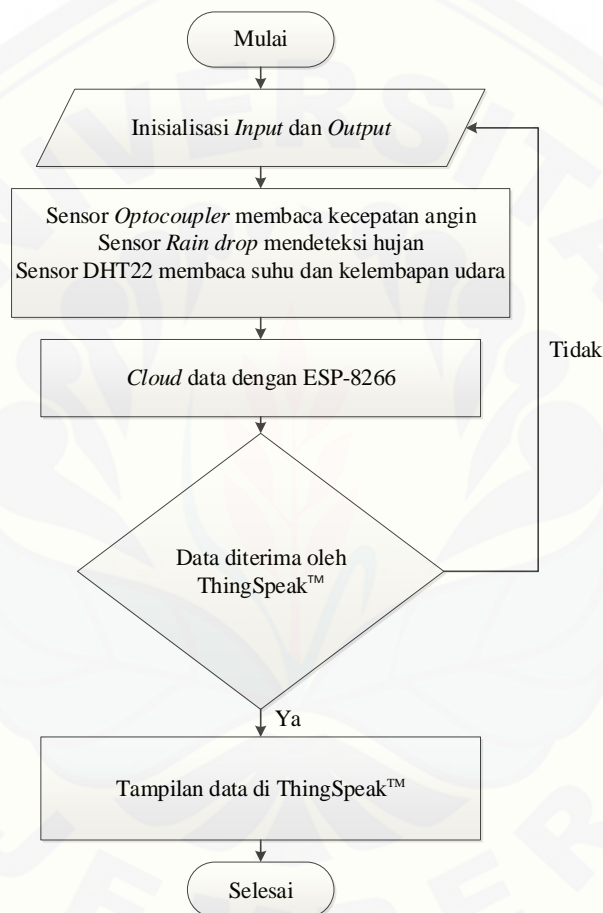 Mulai
Inisialisasi Input dan Output
Sensor Optocoupler membaca kecepatan angin
Sensor Rain drop mendeteksi hujan
Sensor DHT22 membaca suhu dan kelembapan udara
Cloud data dengan ESP-8266
Tidak
Data diterima oleh
ThingSpeak™
Ya
Tampilan data di ThingSpeak™
Selesai